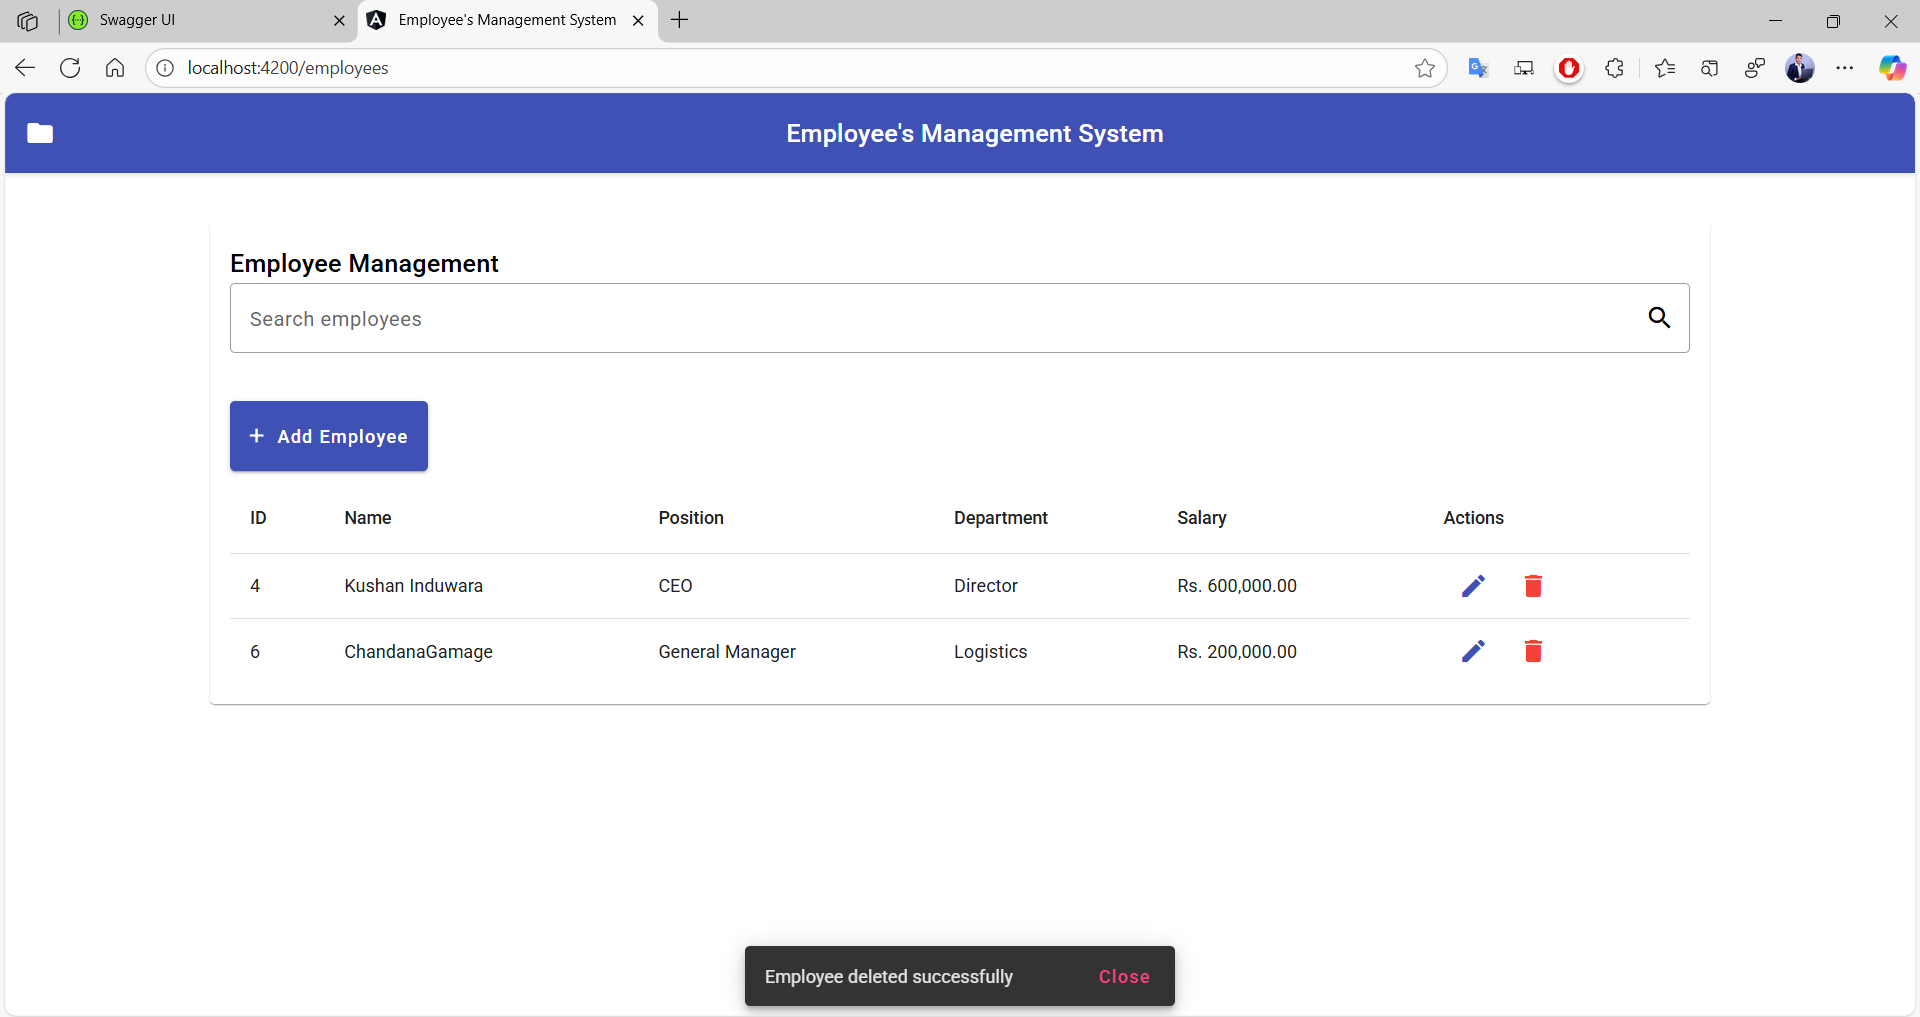 Swagger UI
Employee's Management System
localhost:4200/employees
Employee's Management System
Employee Management
Search employees
+ Add Employee
ID Name Position Department Salary Actions
4 Kushan Induwara CEO Director Rs. 600,000.00
6 ChandanaGamage General Manager Logistics Rs. 200,000.00
Employee deleted successfully Close